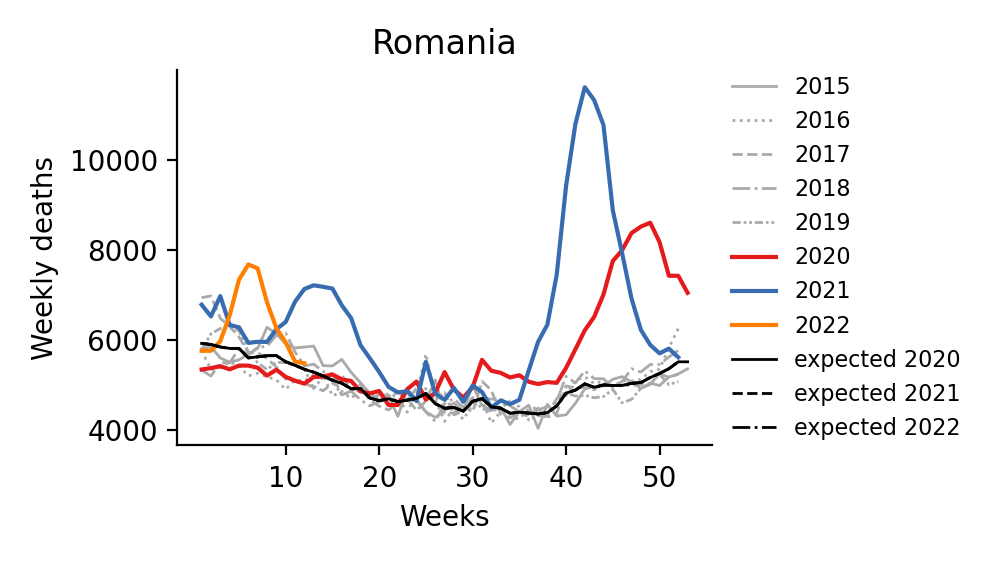 Romania
Weekly deaths
10000
8000
6000
4000
10 20 30 40 50
Weeks
2015
2016
2017
2018
2019
2020
2021
2022
expected 2020
expected 2021
expected 2022